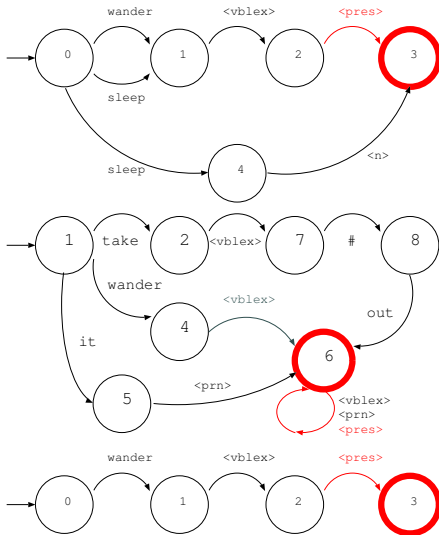 wander <vblex> <pres>
0 1 2 3
sleep
sleep 4 <n>
1 take 2 <vblex> 7 # 8
wander
<vblex>
4 out
it
6
<prn>
5 <vblex>
<prn>
<pres>
wander <vblex> <pres>
0 1 2 3